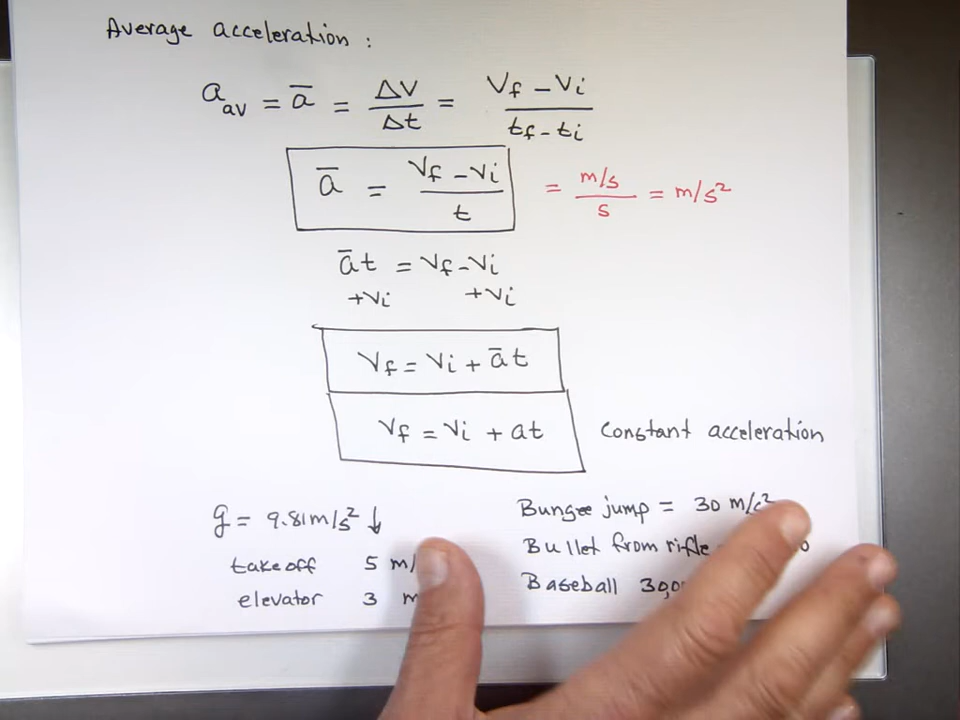 Average acceleration :
a_av = ā = ΔV/Δt = (Vf - Vi)/(tf - ti)
ā = (Vf - Vi)/t = (m/s)/s = m/s²
āt = Vf - Vi
+Vi +Vi
Vf = Vi + āt
Vf = Vi + at Constant acceleration
g = 9.81 m/s² ↓ Bungee jump = 30 m/s²
takeoff 5 m/ Bullet from rifle
elevator 3 m Baseball